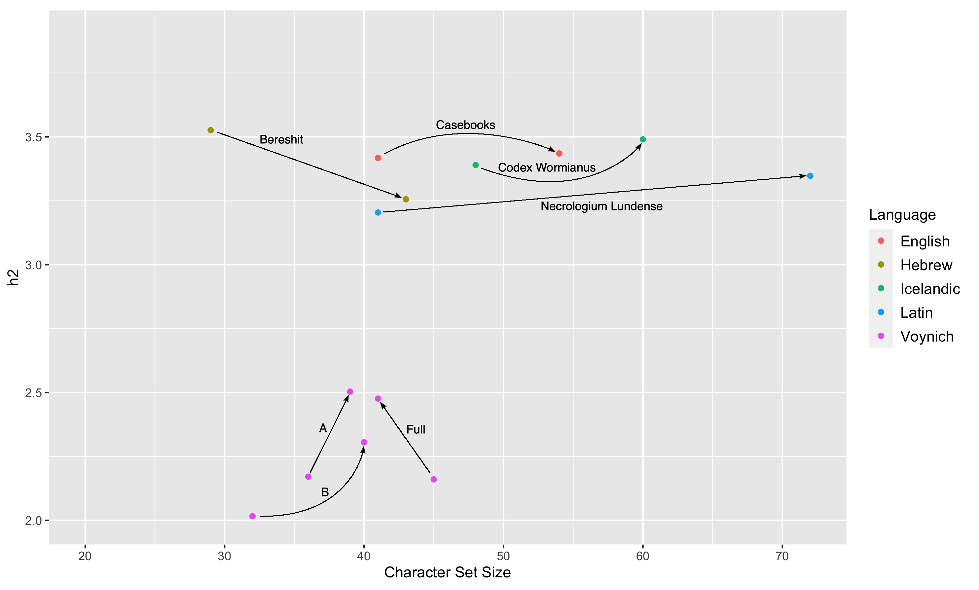 Bereshit
Casebooks
Codex Wormianus
Necrologium Lundense
A
Full
B
3.5
3.0
2.5
2.0
h2
20 30 40 50 60 70
Character Set Size
Language
English
Hebrew
Icelandic
Latin
Voynich